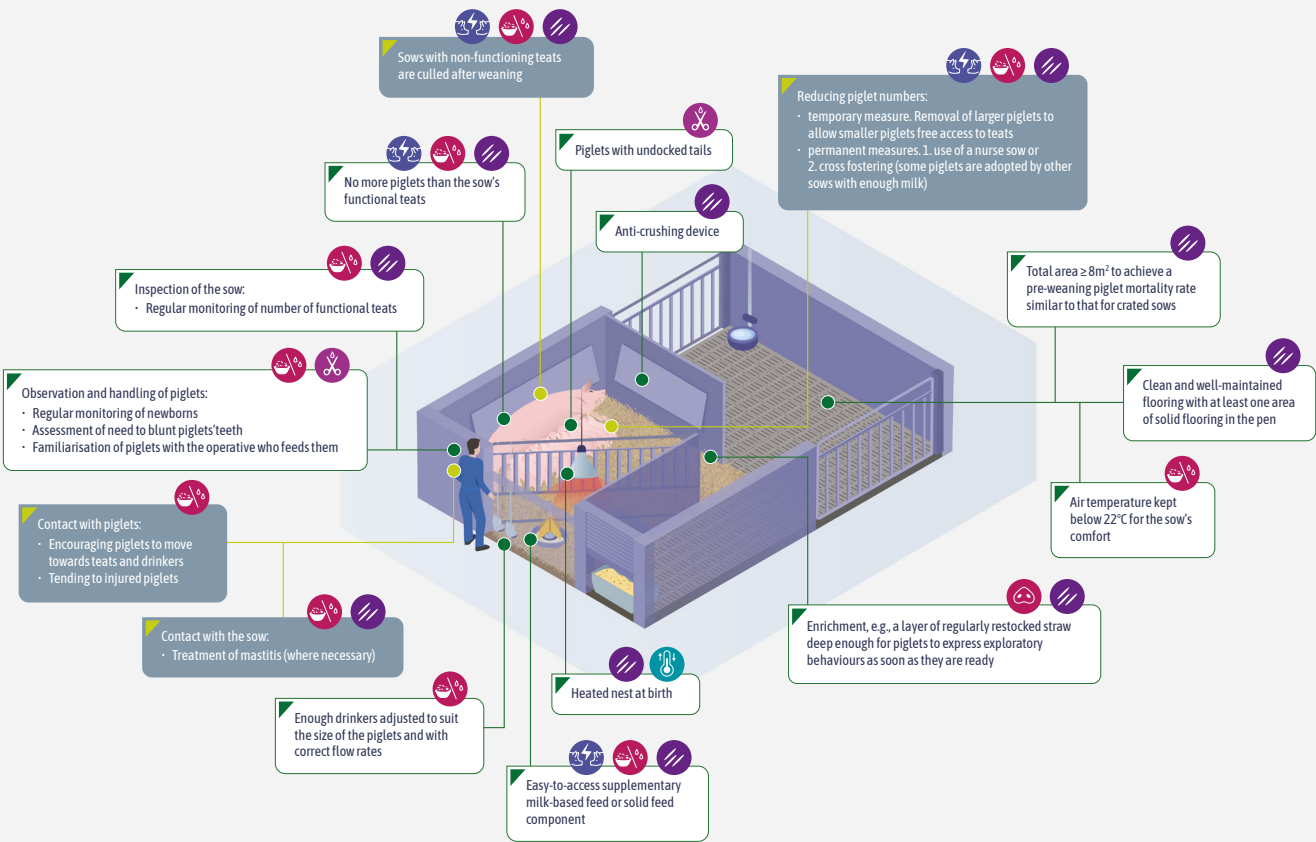 Sows with non-functioning teats
are culled after weaning
Reducing piglet numbers:
· temporary measure. Removal of larger piglets to
allow smaller piglets free access to teats
· permanent measures. 1. use of a nurse sow or
2. cross fostering (some piglets are adopted by other
sows with enough milk)
Piglets with undocked tails
No more piglets than the sow's
functional teats
Anti-crushing device
Inspection of the sow:
· Regular monitoring of number of functional teats
Total area ≥ 8m² to achieve a
pre-weaning piglet mortality rate
similar to that for crated sows
Observation and handling of piglets:
· Regular monitoring of newborns
· Assessment of need to blunt piglets'teeth
· Familiarisation of piglets with the operative who feeds them
Clean and well-maintained
flooring with at least one area
of solid flooring in the pen
Air temperature kept
below 22°C for the sow's
comfort
Contact with piglets:
· Encouraging piglets to move
towards teats and drinkers
· Tending to injured piglets
Contact with the sow:
· Treatment of mastitis (where necessary)
Enrichment, e.g., a layer of regularly restocked straw
deep enough for piglets to express exploratory
behaviours as soon as they are ready
Heated nest at birth
Enough drinkers adjusted to suit
the size of the piglets and with
correct flow rates
Easy-to-access supplementary
milk-based feed or solid feed
component